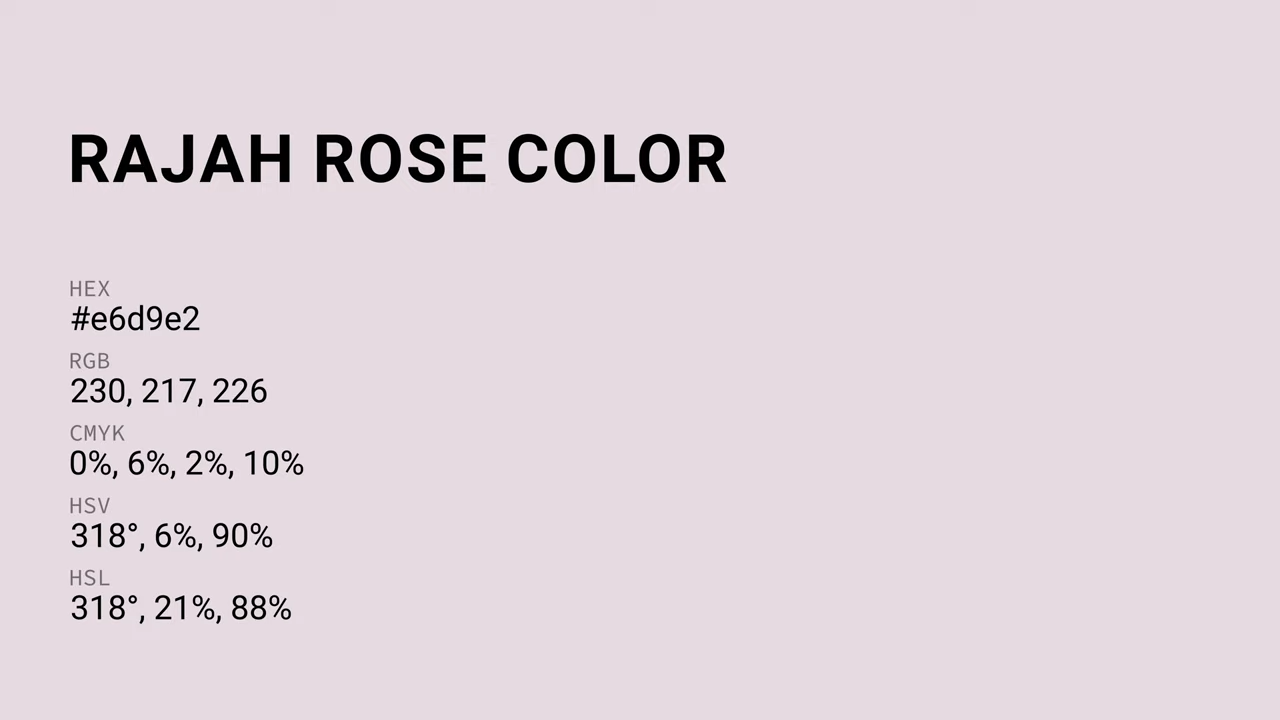 RAJAH ROSE COLOR
HEX
#e6d9e2
RGB
230, 217, 226
CMYK
0%, 6%, 2%, 10%
HSV
318°, 6%, 90%
HSL
318°, 21%, 88%